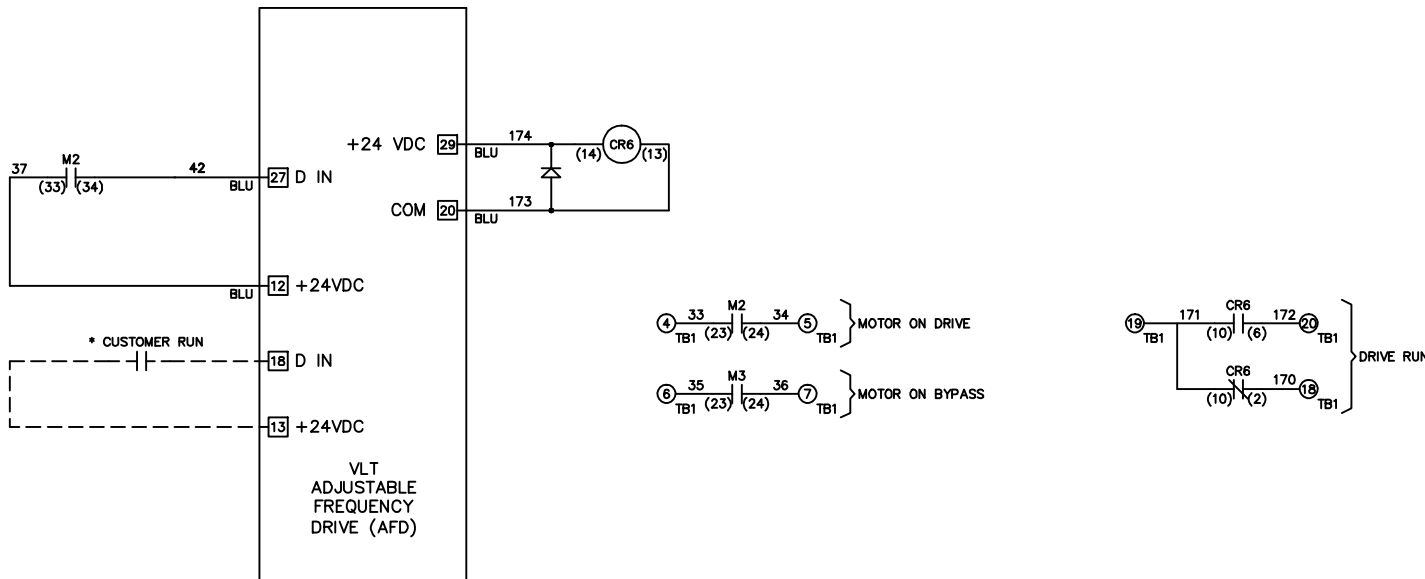 +24 VDC 29 174 BLU (14) CR6 (13)
37 M2 (33) (34) 42 BLU 27 D IN
COM 20 173 BLU
BLU 12 +24VDC
* CUSTOMER RUN 18 D IN
13 +24VDC
VLT
ADJUSTABLE
FREQUENCY
DRIVE (AFD)
4 TB1 33 M2 (23) (24) 34 5 TB1 MOTOR ON DRIVE
6 TB1 35 M3 (23) (24) 36 7 TB1 MOTOR ON BYPASS
19 TB1 171 CR6 (10) (6) 172 20 TB1
DRIVE RUN
CR6 (10) (2) 170 18 TB1